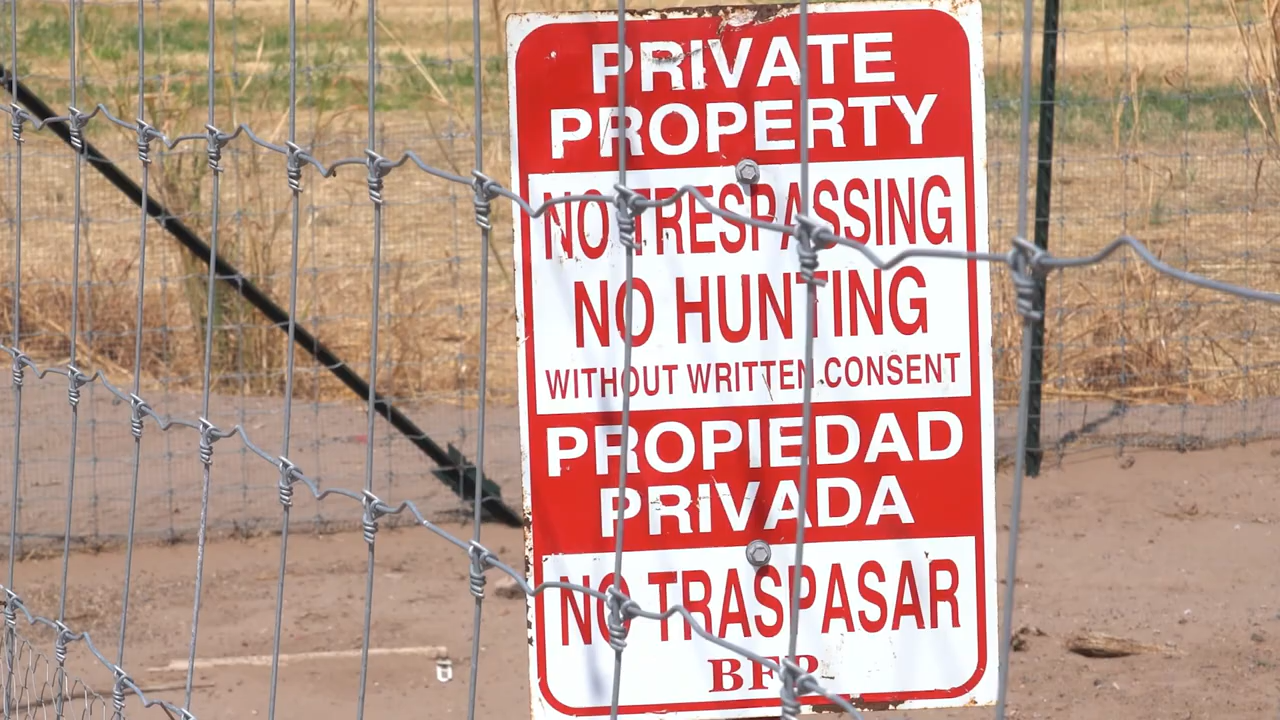 PRIVATE
PROPERTY
NO TRESPASSING
NO HUNTING
WITHOUT WRITTEN CONSENT
PROPIEDAD
PRIVADA
NO TRASPASAR